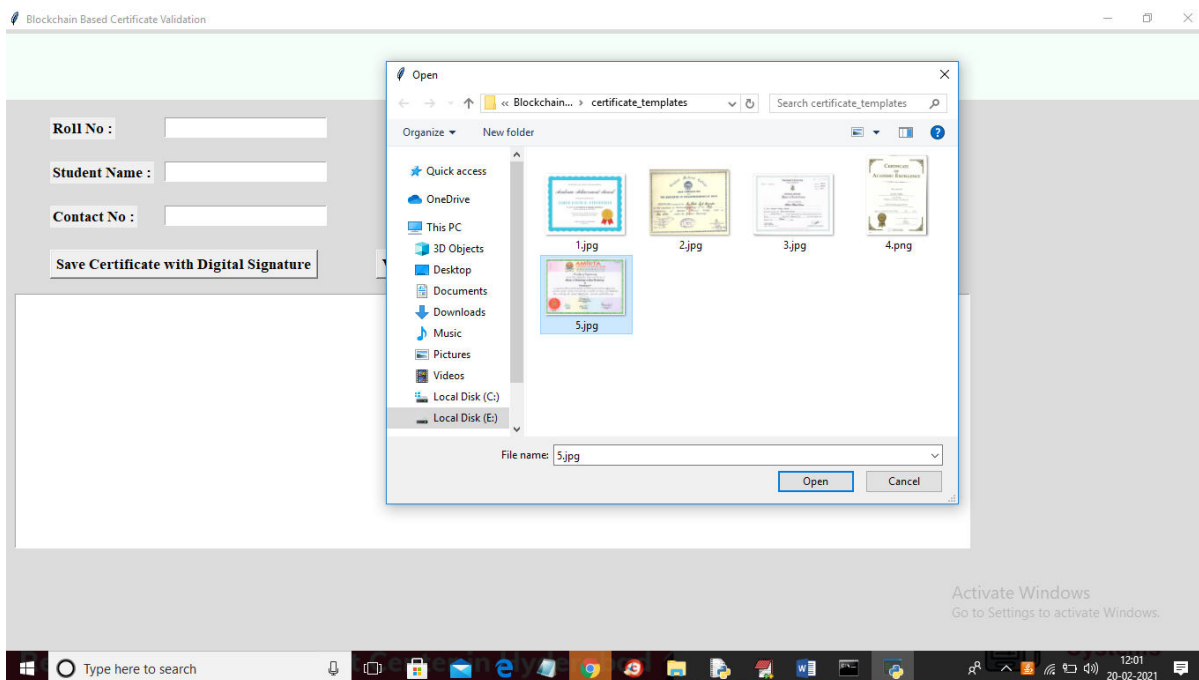 Blockchain Based Certificate Validation
Open
« Blockchain... › certificate_templates
Search certificate_templates
Organize
New folder
Roll No :
Student Name :
Contact No :
Save Certificate with Digital Signature
V
Quick access
OneDrive
This PC
3D Objects
Desktop
Documents
Downloads
Music
Pictures
Videos
Local Disk (C:)
Local Disk (E:)
1.jpg
2.jpg
3.jpg
4.png
AMRITA
5.jpg
File name: 5.jpg
Open
Cancel
Activate Windows
Go to Settings to activate Windows.
Type here to search
12:01
20-02-2021